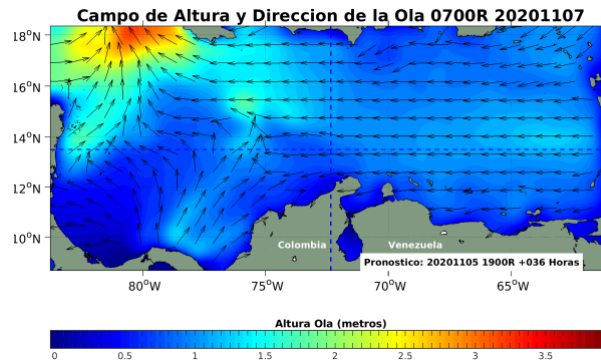 Campo de Altura y Direccion de la Ola 0700R 20201107
18°N
16°N
14°N
12°N
10°N
Colombia
Venezuela
Pronostico: 20201105 1900R +036 Horas
80°W
75°W
70°W
65°W
Altura Ola (metros)
0
0.5
1
1.5
2
2.5
3
3.5